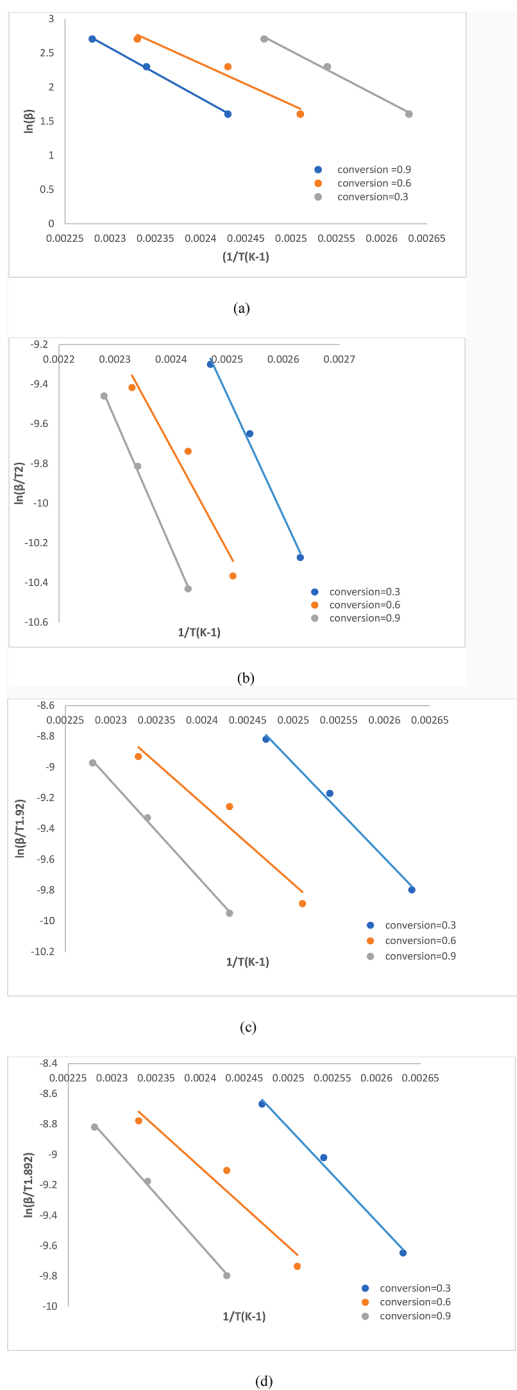 3
2.5
2
1.5
1
0.5
0
ln(β)
0.00225 0.0023 0.00235 0.0024 0.00245 0.0025 0.00255 0.0026 0.00265
(1/T(K-1)
conversion =0.9
conversion =0.6
conversion=0.3
(a)
-9.2
0.0022 0.0023 0.0024 0.0025 0.0026 0.0027
-9.4
-9.6
-9.8
-10
-10.2
-10.4
-10.6
ln(β/T2)
1/T(K-1)
conversion=0.3
conversion=0.6
conversion=0.9
(b)
-8.6
0.00225 0.0023 0.00235 0.0024 0.00245 0.0025 0.00255 0.0026 0.00265
-8.8
-9
-9.2
-9.4
-9.6
-9.8
-10
-10.2
ln(β/T1.92)
1/T(K-1)
conversion=0.3
conversion=0.6
conversion=0.9
(c)
-8.4
0.00225 0.0023 0.00235 0.0024 0.00245 0.0025 0.00255 0.0026 0.00265
-8.6
-8.8
-9
-9.2
-9.4
-9.6
-9.8
-10
ln(β/T1.892)
1/T(K-1)
conversion=0.3
conversion=0.6
conversion=0.9
(d)